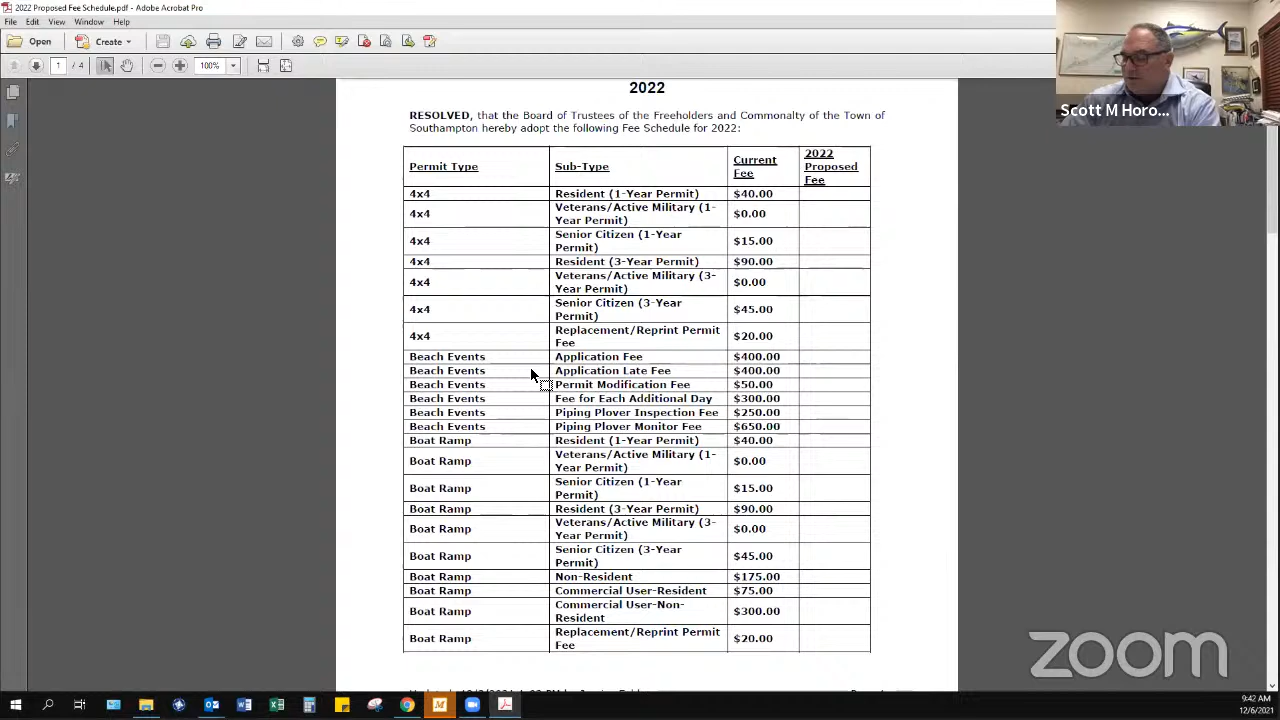 2022 Proposed Fee Schedule.pdf - Adobe Acrobat Pro
File Edit View Window Help
Open Create
1 / 4 100%
Scott M Horo...
2022
RESOLVED, that the Board of Trustees of the Freeholders and Commonalty of the Town of
Southampton hereby adopt the following Fee Schedule for 2022:
Permit Type Sub-Type Current Fee 2022 Proposed Fee
4x4 Resident (1-Year Permit) $40.00
4x4 Veterans/Active Military (1-Year Permit) $0.00
4x4 Senior Citizen (1-Year Permit) $15.00
4x4 Resident (3-Year Permit) $90.00
4x4 Veterans/Active Military (3-Year Permit) $0.00
4x4 Senior Citizen (3-Year Permit) $45.00
4x4 Replacement/Reprint Permit Fee $20.00
Beach Events Application Fee $400.00
Beach Events Application Late Fee $400.00
Beach Events Permit Modification Fee $50.00
Beach Events Fee for Each Additional Day $300.00
Beach Events Piping Plover Inspection Fee $250.00
Beach Events Piping Plover Monitor Fee $650.00
Boat Ramp Resident (1-Year Permit) $40.00
Boat Ramp Veterans/Active Military (1-Year Permit) $0.00
Boat Ramp Senior Citizen (1-Year Permit) $15.00
Boat Ramp Resident (3-Year Permit) $90.00
Boat Ramp Veterans/Active Military (3-Year Permit) $0.00
Boat Ramp Senior Citizen (3-Year Permit) $45.00
Boat Ramp Non-Resident $175.00
Boat Ramp Commercial User-Resident $75.00
Boat Ramp Commercial User-Non-Resident $300.00
Boat Ramp Replacement/Reprint Permit Fee $20.00
zoom
9:42 AM
12/6/2021